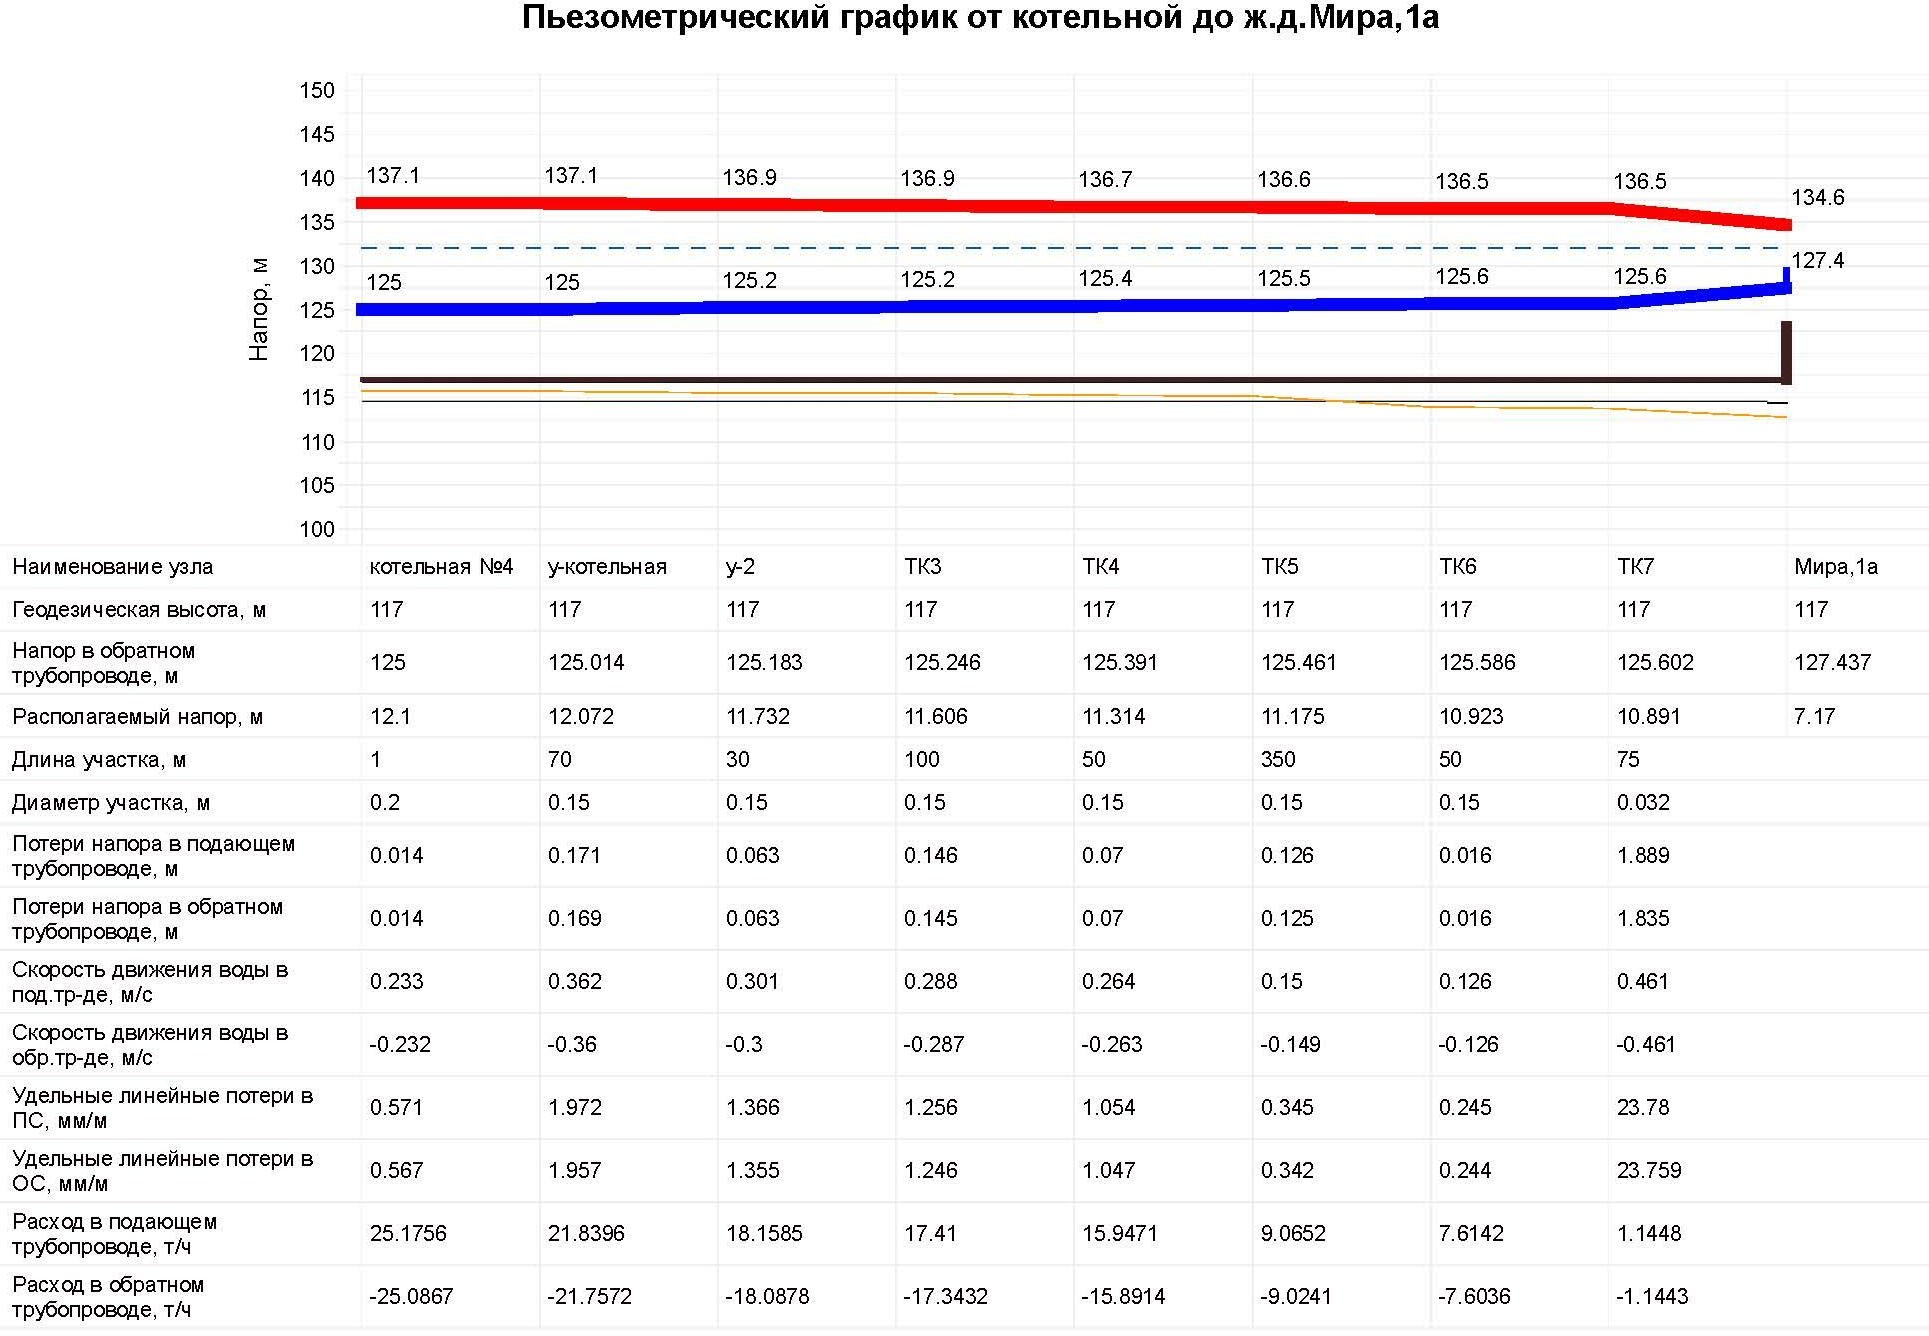 Пьезометрический график от котельной до ж.д.Мира,1а
150
145
140
135
130
125
120
115
110
105
100
Напор, м
137.1 137.1 136.9 136.9 136.7 136.6 136.5 136.5 134.6
125 125 125.2 125.2 125.4 125.5 125.6 125.6 127.4
Наименование узла котельная №4 у-котельная у-2 ТК3 ТК4 ТК5 ТК6 ТК7 Мира,1а
Геодезическая высота, м 117 117 117 117 117 117 117 117 117
Напор в обратном
трубопроводе, м 125 125.014 125.183 125.246 125.391 125.461 125.586 125.602 127.437
Располагаемый напор, м 12.1 12.072 11.732 11.606 11.314 11.175 10.923 10.891 7.17
Длина участка, м 1 70 30 100 50 350 50 75
Диаметр участка, м 0.2 0.15 0.15 0.15 0.15 0.15 0.15 0.032
Потери напора в подающем
трубопроводе, м 0.014 0.171 0.063 0.146 0.07 0.126 0.016 1.889
Потери напора в обратном
трубопроводе, м 0.014 0.169 0.063 0.145 0.07 0.125 0.016 1.835
Скорость движения воды в
под.тр-де, м/с 0.233 0.362 0.301 0.288 0.264 0.15 0.126 0.461
Скорость движения воды в
обр.тр-де, м/с -0.232 -0.36 -0.3 -0.287 -0.263 -0.149 -0.126 -0.461
Удельные линейные потери в
ПС, мм/м 0.571 1.972 1.366 1.256 1.054 0.345 0.245 23.78
Удельные линейные потери в
ОС, мм/м 0.567 1.957 1.355 1.246 1.047 0.342 0.244 23.759
Расход в подающем
трубопроводе, т/ч 25.1756 21.8396 18.1585 17.41 15.9471 9.0652 7.6142 1.1448
Расход в обратном
трубопроводе, т/ч -25.0867 -21.7572 -18.0878 -17.3432 -15.8914 -9.0241 -7.6036 -1.1443